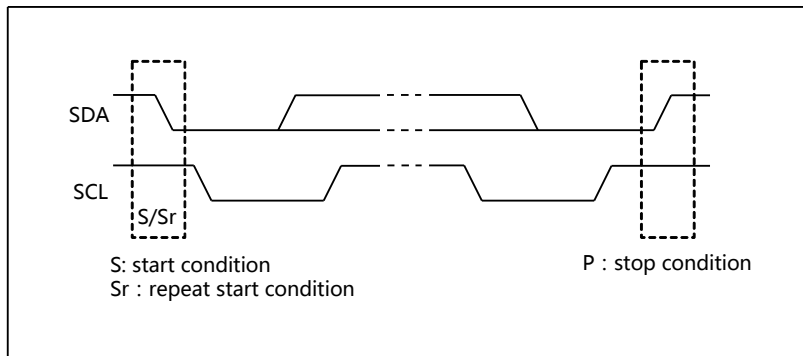 SDA
SCL
S/Sr
S: start condition
Sr : repeat start condition
P : stop condition